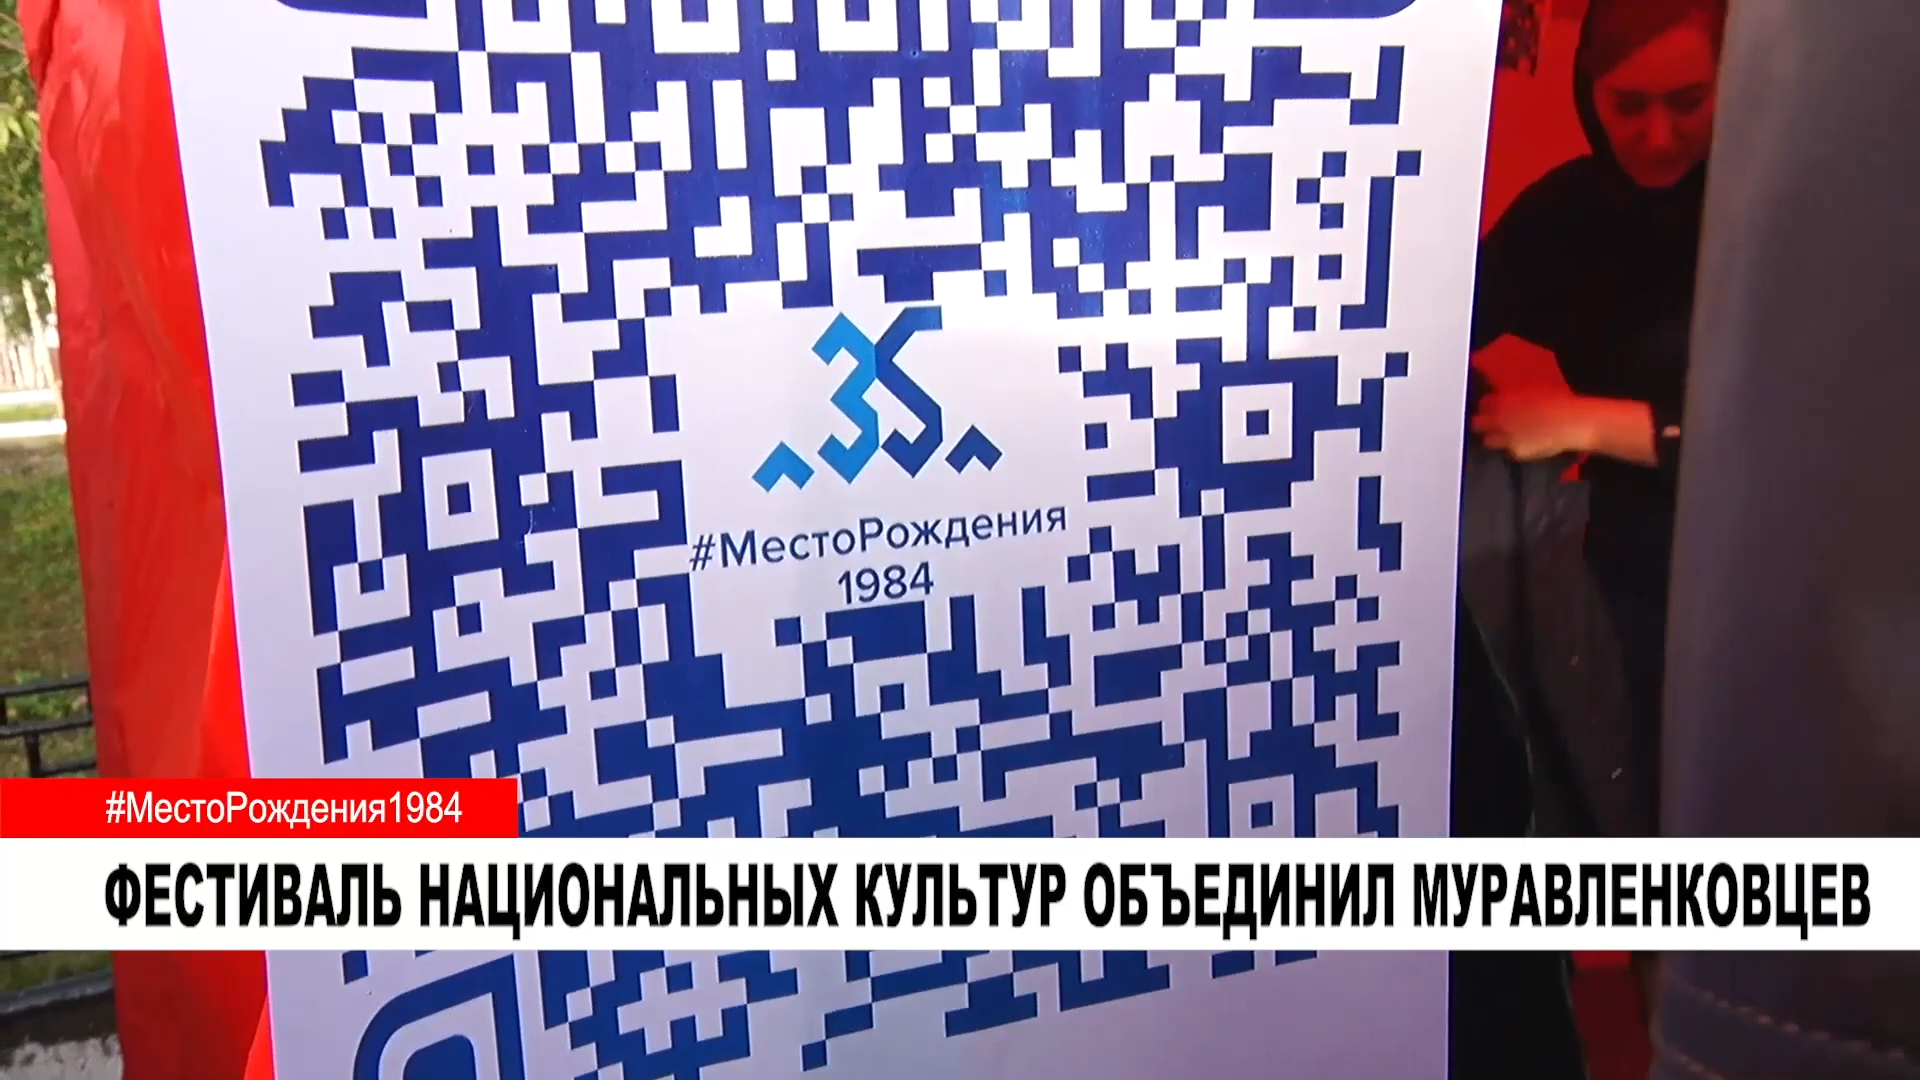 35
#МестоРождения
1984
#МестоРождения1984
ФЕСТИВАЛЬ НАЦИОНАЛЬНЫХ КУЛЬТУР ОБЪЕДИНИЛ МУРАВЛЕНКОВЦЕВ